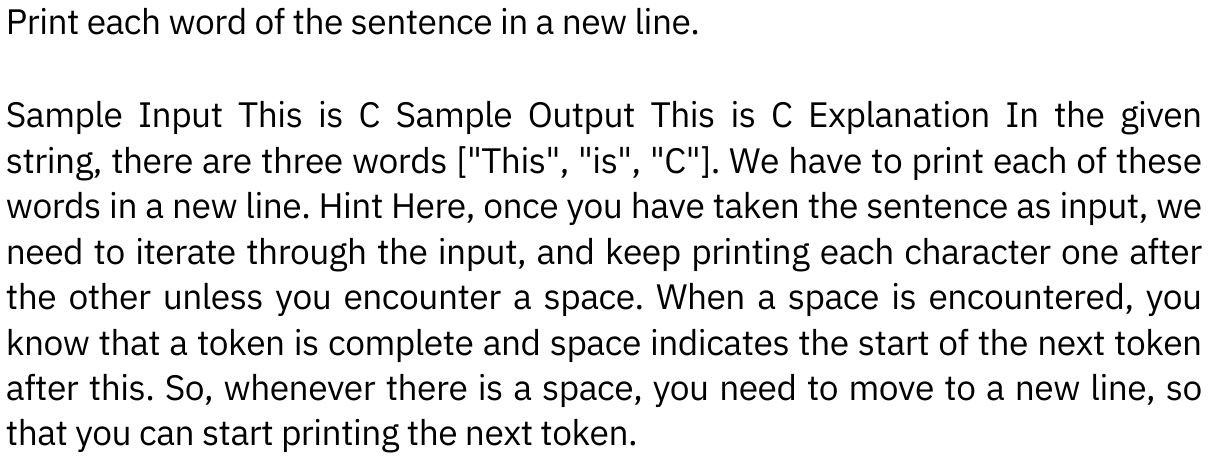 Print each word of the sentence in a new line.
Sample Input This is C Sample Output This is C Explanation In the given
string, there are three words ["This", "is", "C"]. We have to print each of these
words in a new line. Hint Here, once you have taken the sentence as input, we
need to iterate through the input, and keep printing each character one after
the other unless you encounter a space. When a space is encountered, you
know that a token is complete and space indicates the start of the next token
after this. So, whenever there is a space, you need to move to a new line, so
that you can start printing the next token.